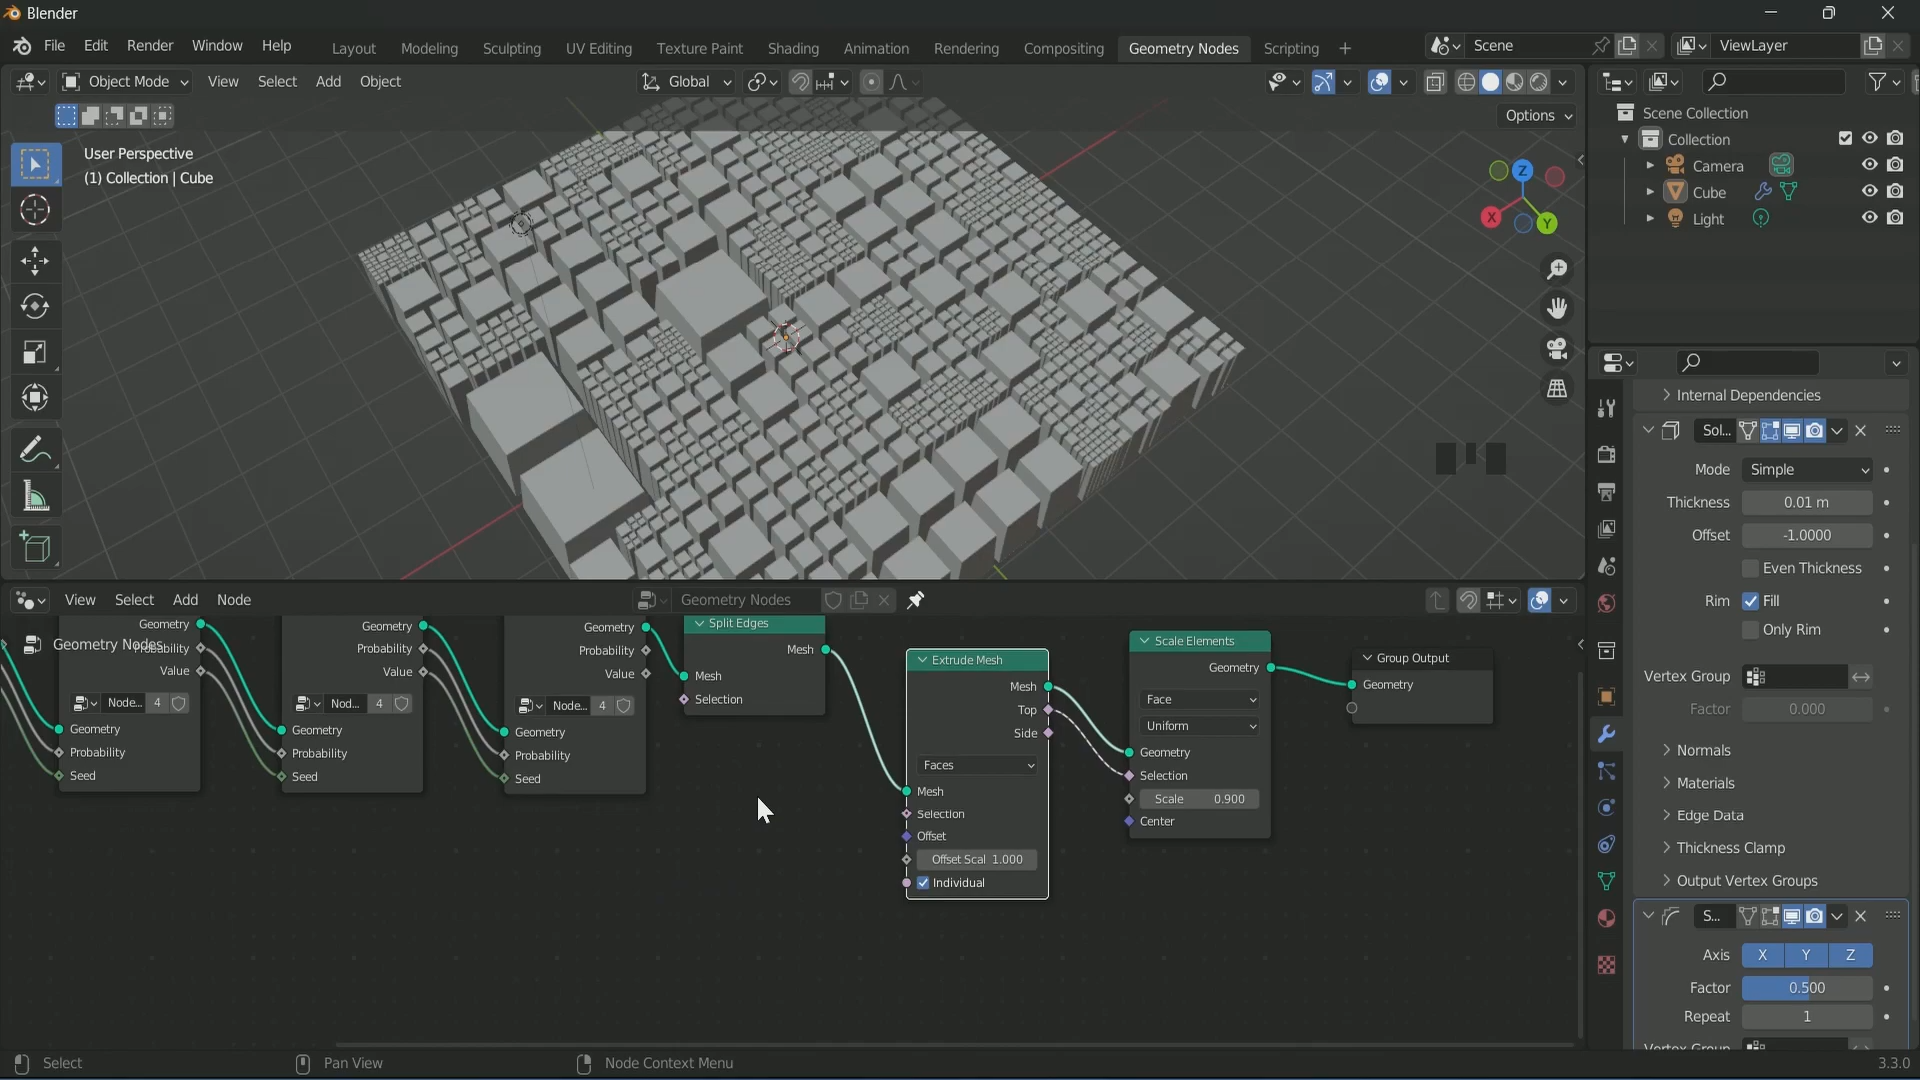 Blender
File Edit Render Window Help Layout Modeling Sculpting UV Editing Texture Paint Shading Animation Rendering Compositing Geometry Nodes Scripting + Scene ViewLayer
Object Mode View Select Add Object Global
Options
User Perspective
(1) Collection | Cube
Z
X
Y
Scene Collection
Collection
Camera
Cube
Light
Internal Dependencies
Sol...
Mode Simple
Thickness 0.01 m
Offset -1.0000
Even Thickness
Rim Fill
Only Rim
Vertex Group
Factor 0.000
Normals
Materials
Edge Data
Thickness Clamp
Output Vertex Groups
S...
Axis X Y Z
Factor 0.500
Repeat 1
Vertex Group
View Select Add Node Geometry Nodes
Geometry Nodes
Geometry
Probability
Value
Node... 4
Geometry
Probability
Seed
Geometry
Probability
Value
Nod... 4
Geometry
Probability
Seed
Geometry
Probability
Value
Node... 4
Geometry
Probability
Seed
Split Edges
Mesh
Mesh
Selection
Extrude Mesh
Mesh
Top
Side
Faces
Mesh
Selection
Offset
Offset Scal 1.000
Individual
Scale Elements
Geometry
Face
Uniform
Geometry
Selection
Scale 0.900
Center
Group Output
Geometry
Select Pan View Node Context Menu 3.3.0